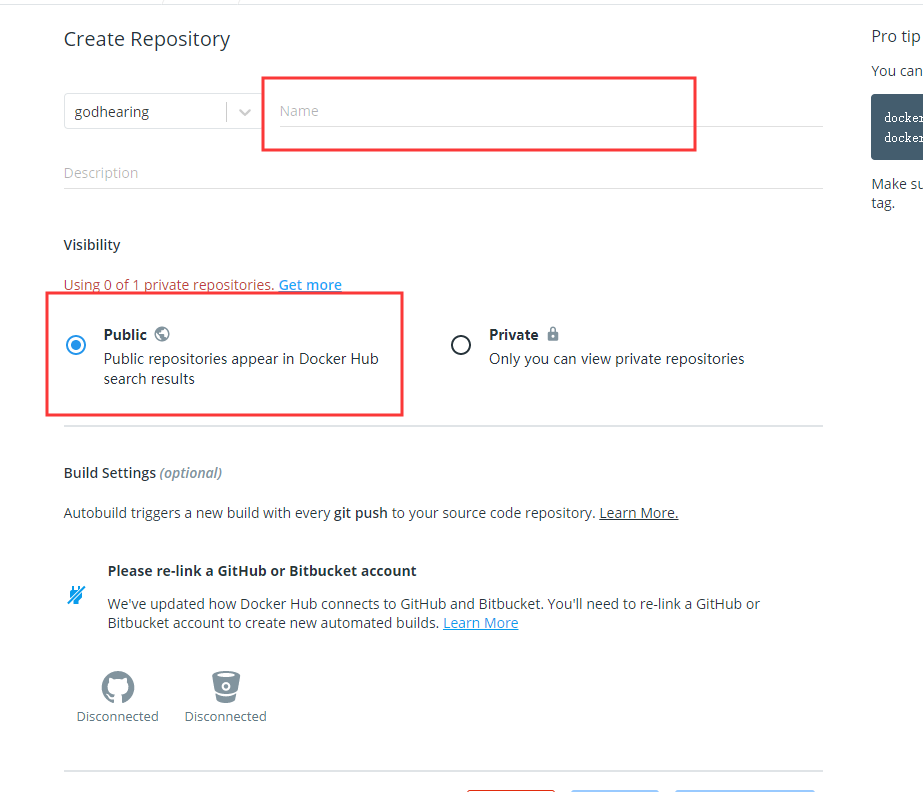 Create Repository
Pro tip
You can
godhearing
Name
docker
docker
Description
Make su
tag.
Visibility
Using 0 of 1 private repositories. Get more
Public
Public repositories appear in Docker Hub
search results
Private
Only you can view private repositories
Build Settings (optional)
Autobuild triggers a new build with every git push to your source code repository. Learn More.
Please re-link a GitHub or Bitbucket account
We've updated how Docker Hub connects to GitHub and Bitbucket. You'll need to re-link a GitHub or
Bitbucket account to create new automated builds. Learn More
Disconnected
Disconnected